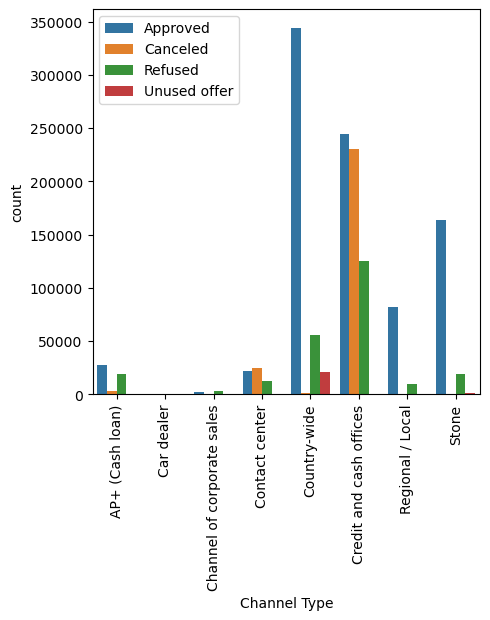 Approved
Canceled
Refused
Unused offer
count
350000
300000
250000
200000
150000
100000
50000
0
AP+ (Cash loan)
Car dealer
Channel of corporate sales
Contact center
Country-wide
Credit and cash offices
Regional / Local
Stone
Channel Type